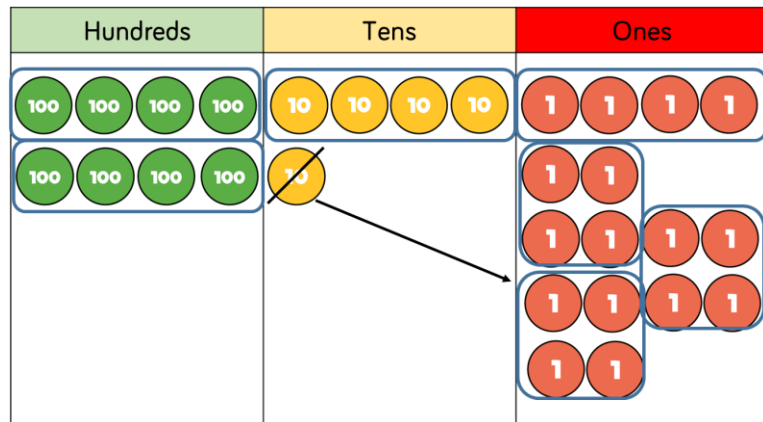 Hundreds Tens Ones
100 100 100 100 10 10 10 10 1 1 1 1
100 100 100 100 10 1 1
1 1 1 1
1 1 1 1
1 1